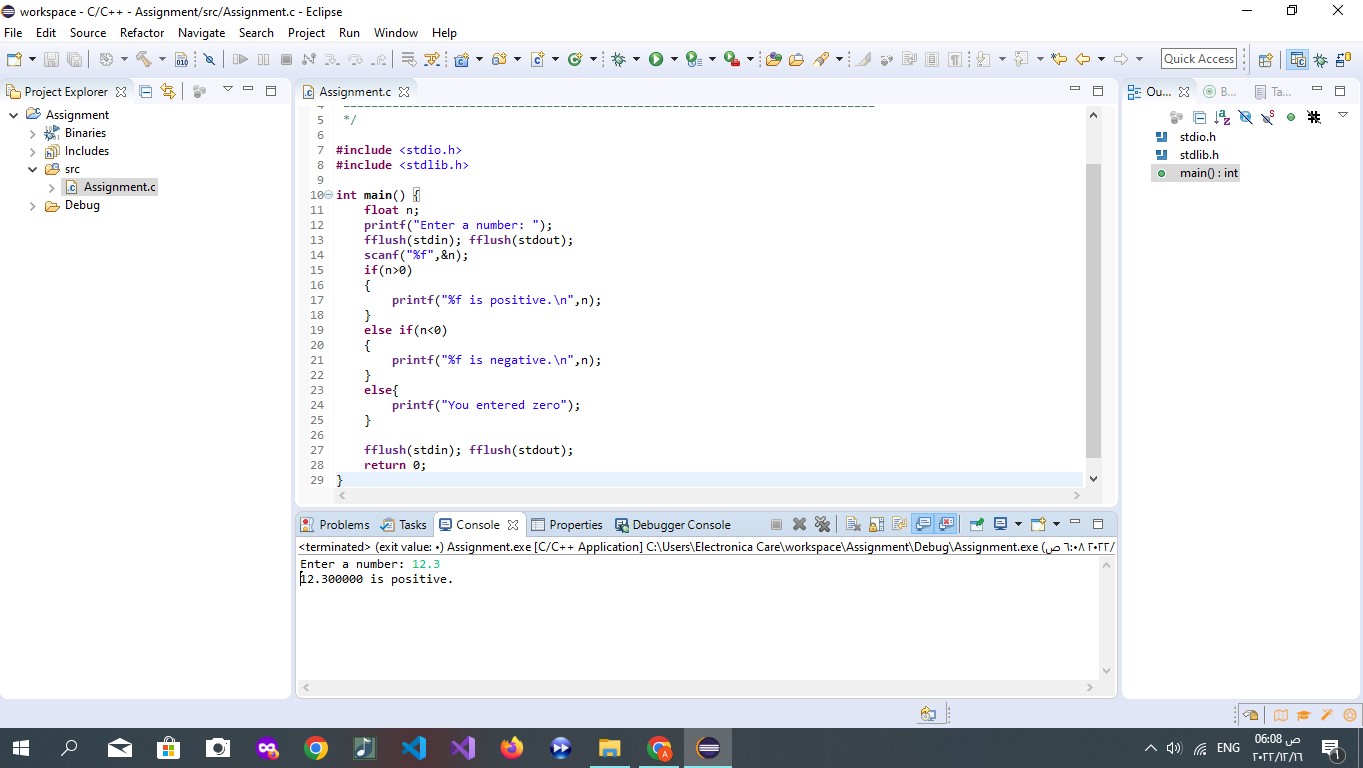 workspace - C/C++ - Assignment/src/Assignment.c - Eclipse
File Edit Source Refactor Navigate Search Project Run Window Help
Quick Access
Project Explorer
Assignment
Binaries
Includes
src
Assignment.c
Debug
Assignment.c
4
5 */
6
7 #include <stdio.h>
8 #include <stdlib.h>
9
10 int main() {
11 float n;
12 printf("Enter a number: ");
13 fflush(stdin); fflush(stdout);
14 scanf("%f",&n);
15 if(n>0)
16 {
17 printf("%f is positive.\n",n);
18 }
19 else if(n<0)
20 {
21 printf("%f is negative.\n",n);
22 }
23 else{
24 printf("You entered zero");
25 }
26
27 fflush(stdin); fflush(stdout);
28 return 0;
29 }
Ou... B... Ta...
stdio.h
stdlib.h
main() : int
Problems Tasks Console Properties Debugger Console
<terminated> (exit value: ٠) Assignment.exe [C/C++ Application] C:\Users\Electronica Care\workspace\Assignment\Debug\Assignment.exe (ص ٦:٠٨ ٢٠٢٢/
Enter a number: 12.3
12.300000 is positive.
ENG
ص 06:08
٢٠٢٢/١٢/١٦
1